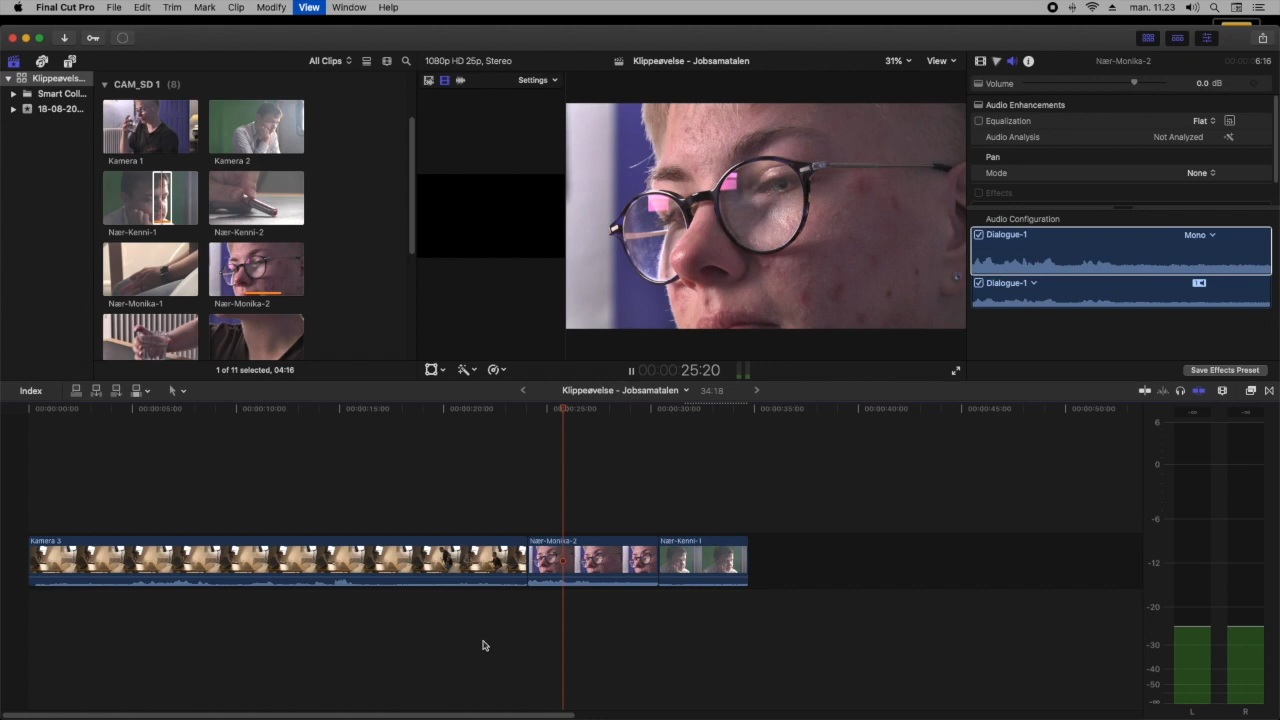 Final Cut Pro File Edit Trim Mark Clip Modify View Window Help man. 11.23
All Clips 1080p HD 25p, Stereo Klippeøvelse - Jobsamatalen 31% View Nær-Monika-2 6:16
Klippeøvels...
Smart Coll...
18-08-20...
CAM_SD 1 (8)
Kamera 1 Kamera 2
Nær-Kenni-1 Nær-Kenni-2
Nær-Monika-1 Nær-Monika-2
1 of 11 selected, 04:16
Settings
00:00:00:25:20
Volume 0.0 dB
Audio Enhancements
Equalization Flat
Audio Analysis Not Analyzed
Pan
Mode None
Effects
Audio Configuration
Dialogue-1 Mono
Dialogue-1
Save Effects Preset
Index Klippeøvelse - Jobsamatalen 34:18
00:00:00:00 00:00:05:00 00:00:10:00 00:00:15:00 00:00:20:00 00:00:25:00 00:00:30:00 00:00:35:00 00:00:40:00 00:00:45:00 00:00:50:00
Kamera 3 Nær-Monika-2 Nær-Kenni-1
-∞ -∞
6
0
-6
-12
-20
-30
-40
-50
-∞
L R